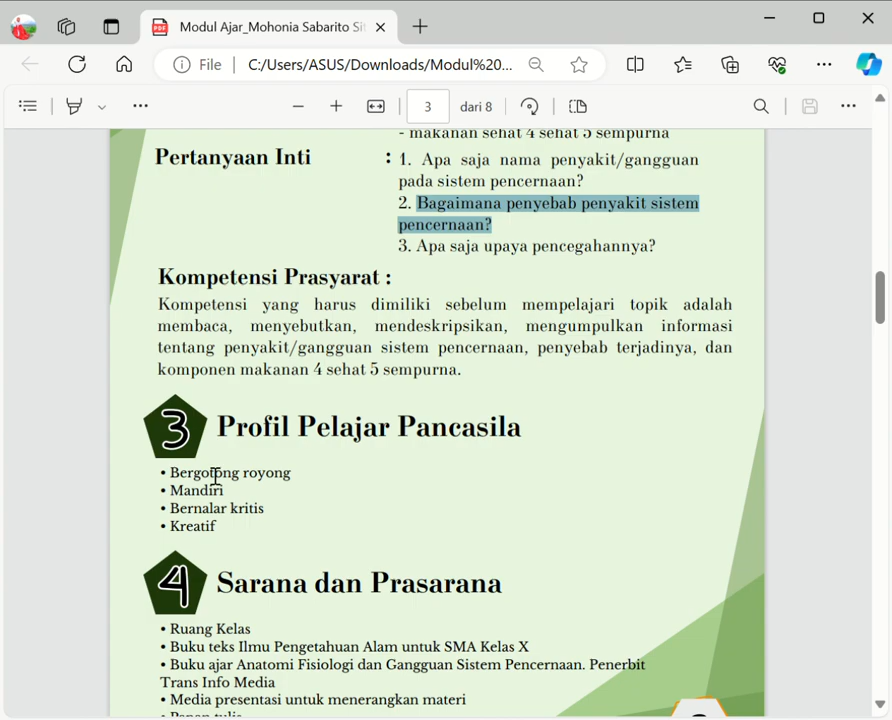 Modul Ajar_Mohonia Sabarito Si
File
C:/Users/ASUS/Downloads/Modul%20...
3
dari 8
- makanan sehat 4 sehat 5 sempurna
Pertanyaan Inti : 1. Apa saja nama penyakit/gangguan
pada sistem pencernaan?
2. Bagaimana penyebab penyakit sistem
pencernaan?
3. Apa saja upaya pencegahannya?
Kompetensi Prasyarat :
Kompetensi yang harus dimiliki sebelum mempelajari topik adalah
membaca, menyebutkan, mendeskripsikan, mengumpulkan informasi
tentang penyakit/gangguan sistem pencernaan, penyebab terjadinya, dan
komponen makanan 4 sehat 5 sempurna.
3 Profil Pelajar Pancasila
• Bergotong royong
• Mandiri
• Bernalar kritis
• Kreatif
4 Sarana dan Prasarana
• Ruang Kelas
• Buku teks Ilmu Pengetahuan Alam untuk SMA Kelas X
• Buku ajar Anatomi Fisiologi dan Gangguan Sistem Pencernaan. Penerbit
Trans Info Media
• Media presentasi untuk menerangkan materi
• Papan tulis